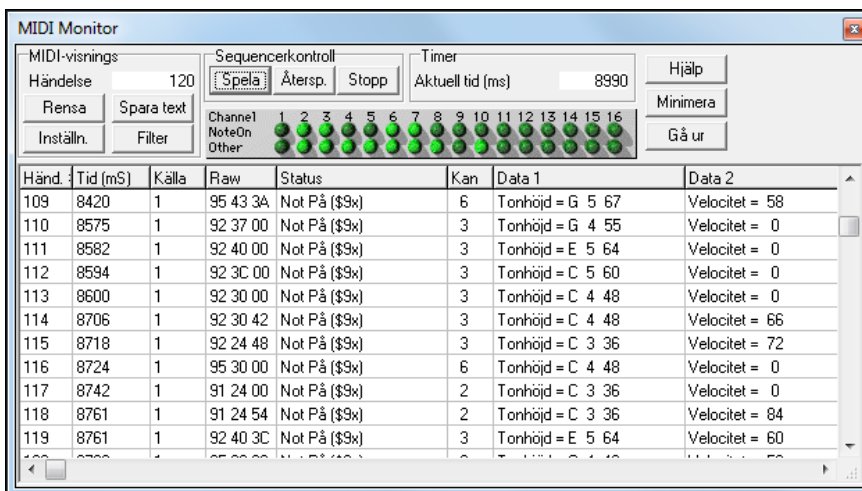 MIDI Monitor
MIDI-visnings
Händelse 120
Rensa Spara text
Inställn. Filter
Sequencerkontroll
Spela Återsp. Stopp
Timer
Aktuell tid (ms) 8990
Hjälp
Minimera
Gå ur
Channel 1 2 3 4 5 6 7 8 9 10 11 12 13 14 15 16
NoteOn
Other
Händ. Tid (mS) Källa Raw Status Kan Data 1 Data 2
109 8420 1 95 43 3A Not På ($9x) 6 Tonhöjd = G 5 67 Velocitet = 58
110 8575 1 92 37 00 Not På ($9x) 3 Tonhöjd = G 4 55 Velocitet = 0
111 8582 1 92 40 00 Not På ($9x) 3 Tonhöjd = E 5 64 Velocitet = 0
112 8594 1 92 3C 00 Not På ($9x) 3 Tonhöjd = C 5 60 Velocitet = 0
113 8600 1 92 30 00 Not På ($9x) 3 Tonhöjd = C 4 48 Velocitet = 0
114 8706 1 92 30 42 Not På ($9x) 3 Tonhöjd = C 4 48 Velocitet = 66
115 8718 1 92 24 48 Not På ($9x) 3 Tonhöjd = C 3 36 Velocitet = 72
116 8724 1 95 30 00 Not På ($9x) 6 Tonhöjd = C 4 48 Velocitet = 0
117 8742 1 91 24 00 Not På ($9x) 2 Tonhöjd = C 3 36 Velocitet = 0
118 8761 1 91 24 54 Not På ($9x) 2 Tonhöjd = C 3 36 Velocitet = 84
119 8761 1 92 40 3C Not På ($9x) 3 Tonhöjd = E 5 64 Velocitet = 60